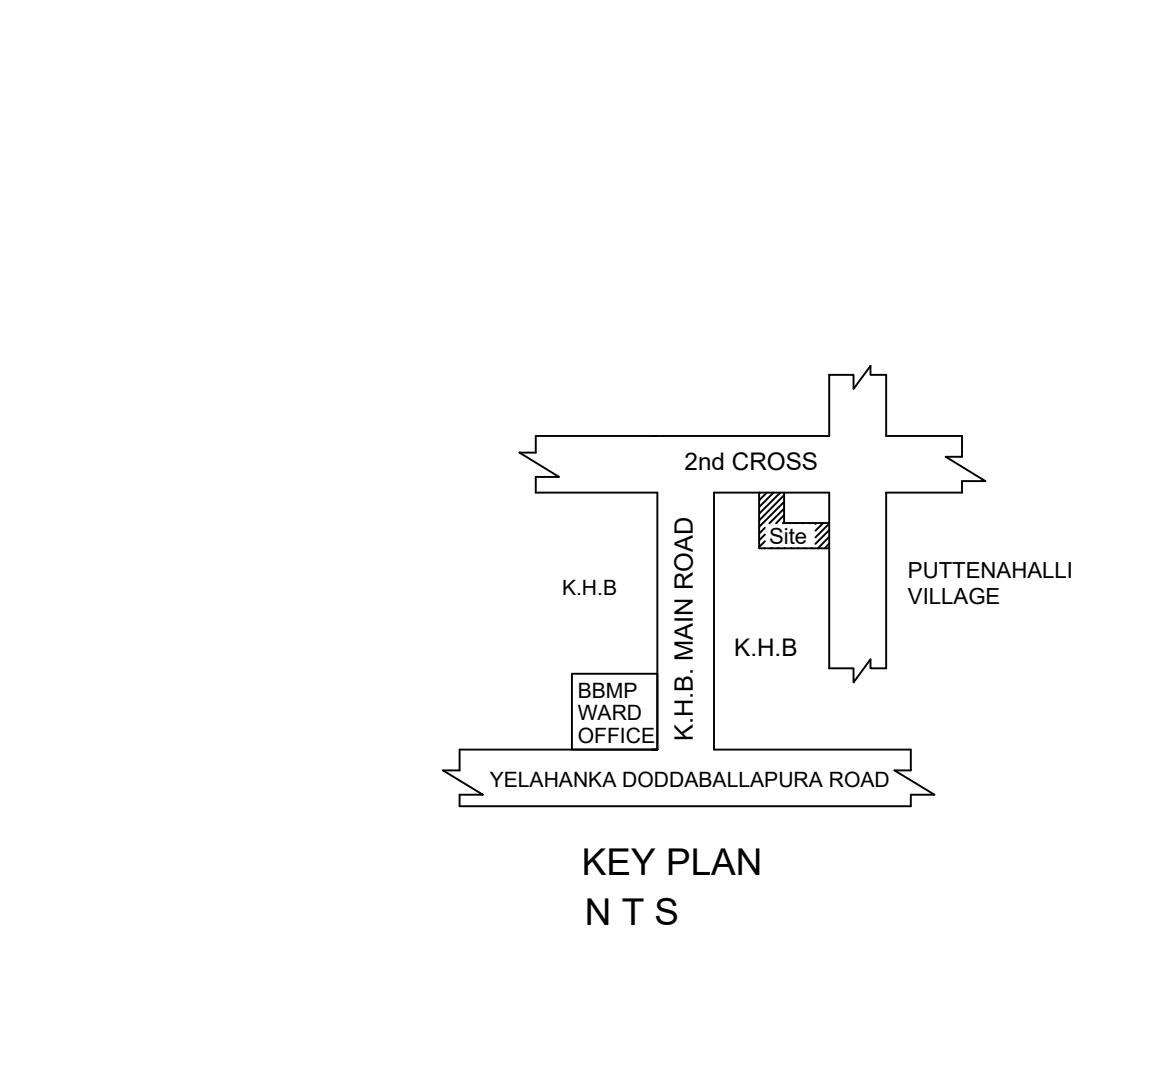 2nd CROSS
Site
K.H.B. MAIN ROAD
K.H.B
PUTTENAHALLI
VILLAGE
K.H.B
BBMP
WARD
OFFICE
YELAHANKA DODDABALLAPURA ROAD
KEY PLAN
N T S